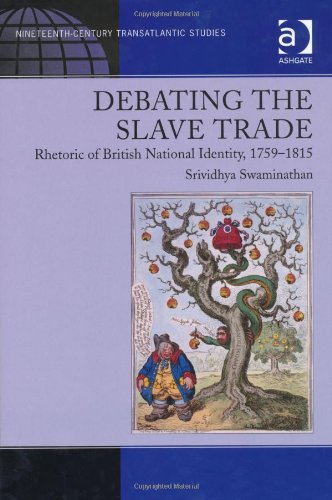 NINETEENTH-CENTURY TRANSATLANTIC STUDIES
ASHGATE
DEBATING THE
SLAVE TRADE
Rhetoric of British National Identity, 1759–1815
Srividhya Swaminathan